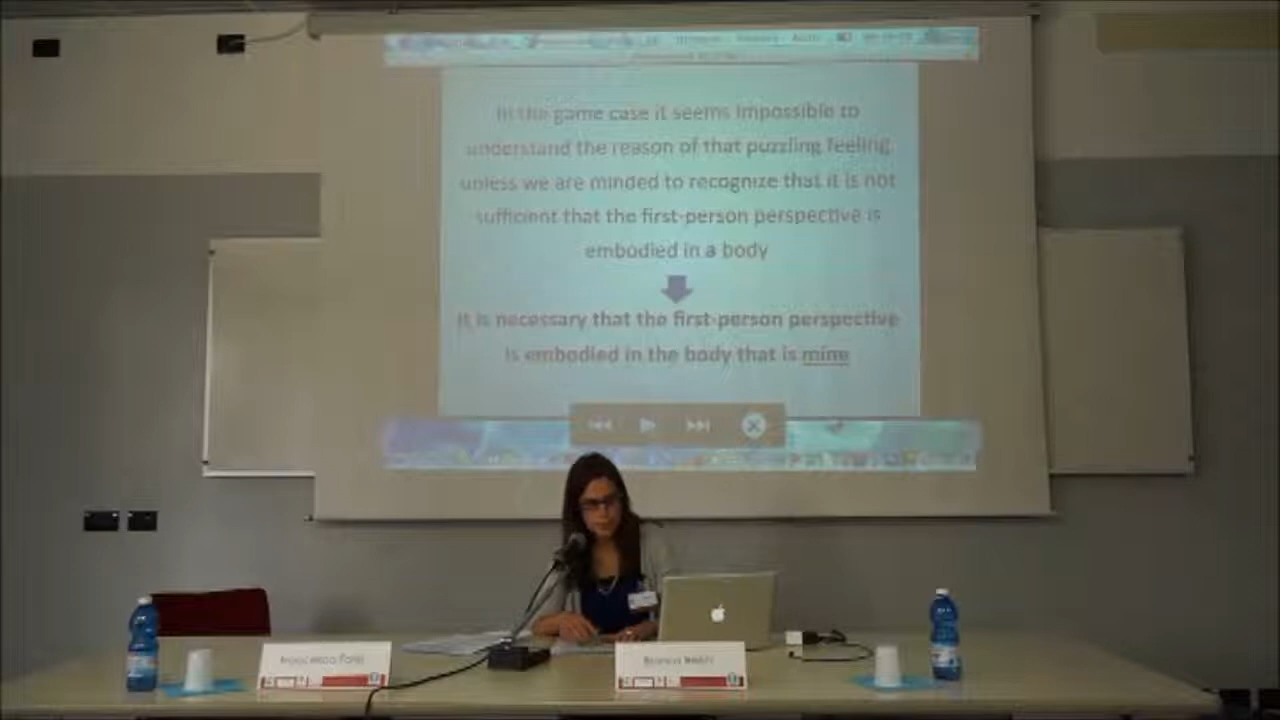 In the game case it seems impossible to
understand the reason of that puzzling feeling,
unless we are minded to recognize that it is not
sufficient that the first-person perspective is
embodied in a body
It is necessary that the first-person perspective
is embodied in the body that is mine